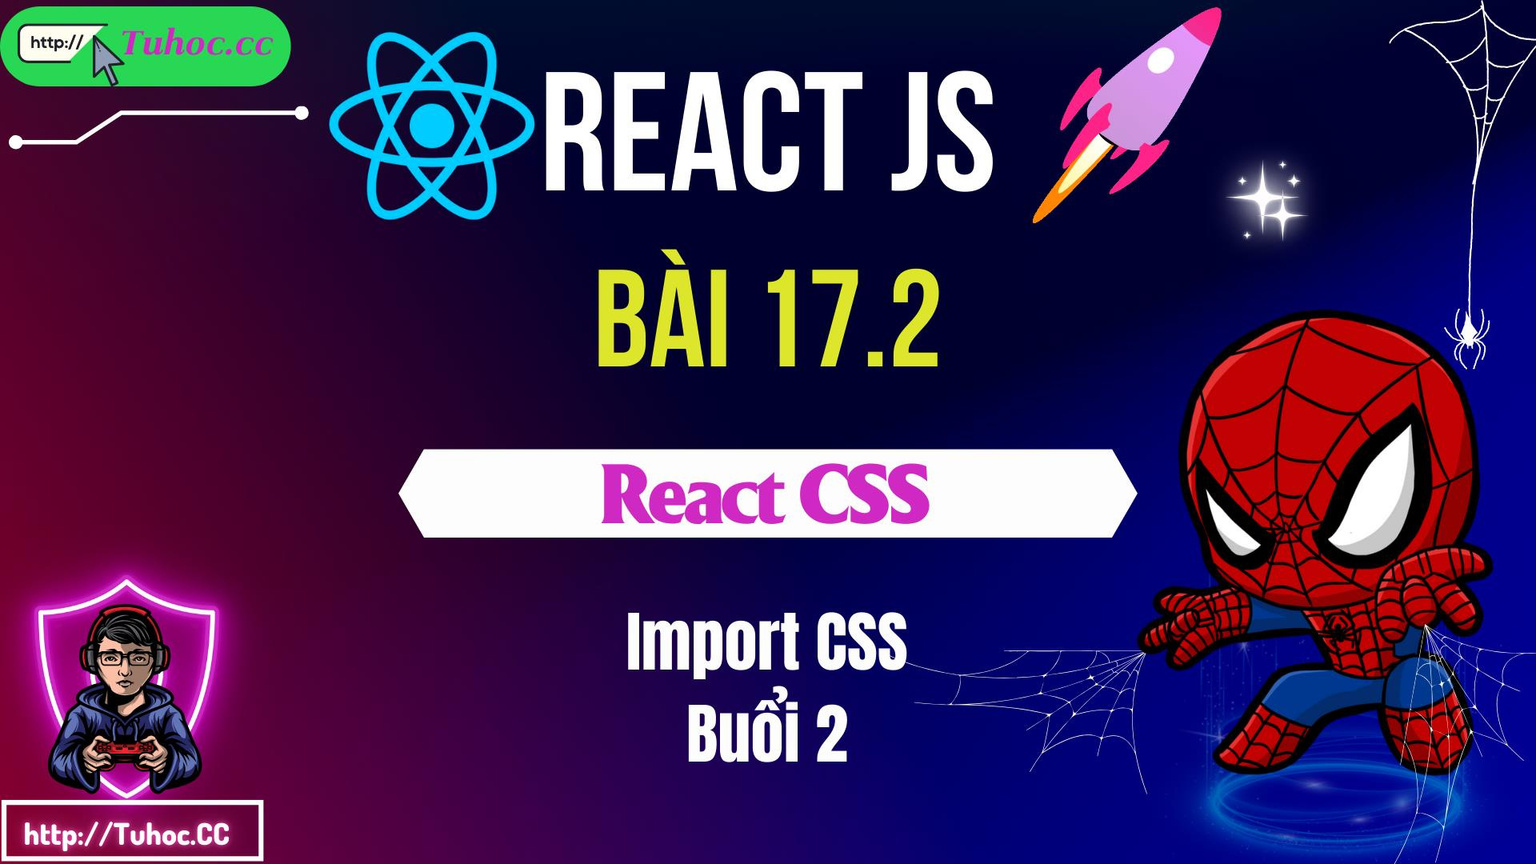 http://
Tuhoc.cc
REACT JS
BÀI 17.2
React CSS
Import CSS
Buổi 2
http://Tuhoc.CC